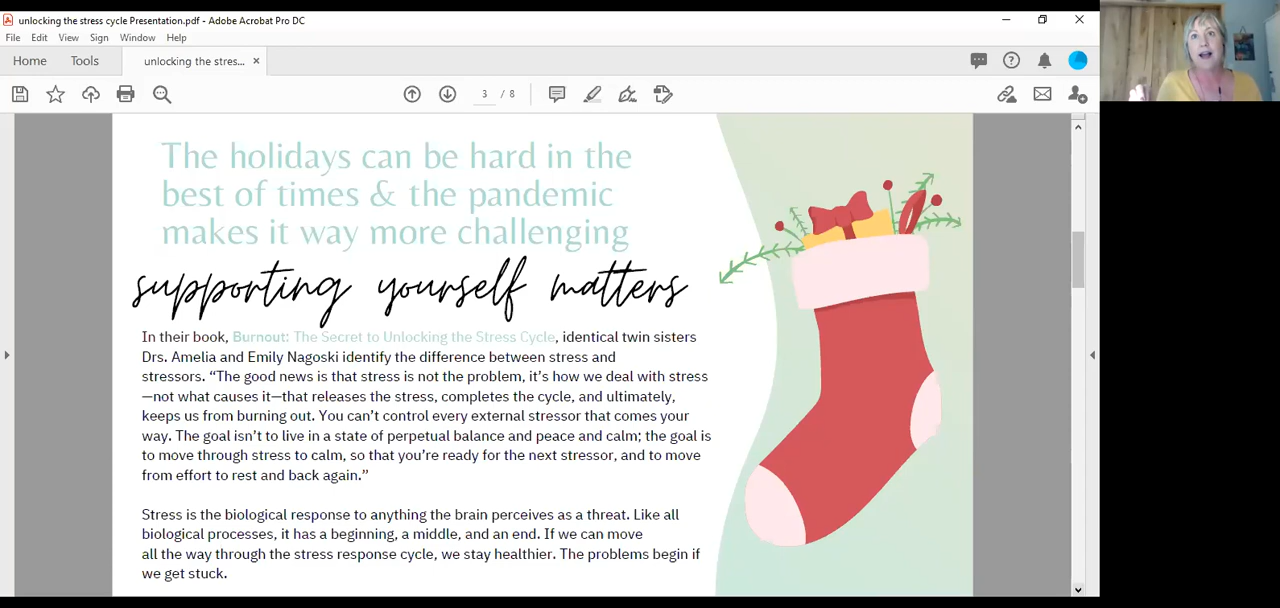 unlocking the stress cycle Presentation.pdf - Adobe Acrobat Pro DC
File Edit View Sign Window Help
Home Tools unlocking the stres... ×
3 / 8
The holidays can be hard in the
best of times & the pandemic
makes it way more challenging
supporting yourself matters
In their book, Burnout: The Secret to Unlocking the Stress Cycle, identical twin sisters
Drs. Amelia and Emily Nagoski identify the difference between stress and
stressors. “The good news is that stress is not the problem, it’s how we deal with stress
—not what causes it—that releases the stress, completes the cycle, and ultimately,
keeps us from burning out. You can’t control every external stressor that comes your
way. The goal isn’t to live in a state of perpetual balance and peace and calm; the goal is
to move through stress to calm, so that you’re ready for the next stressor, and to move
from effort to rest and back again.”
Stress is the biological response to anything the brain perceives as a threat. Like all
biological processes, it has a beginning, a middle, and an end. If we can move
all the way through the stress response cycle, we stay healthier. The problems begin if
we get stuck.